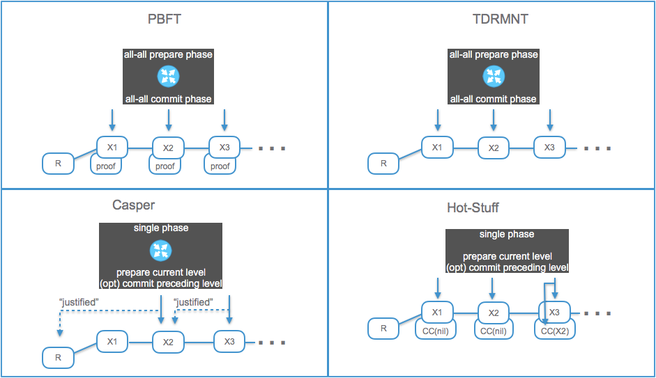 PBFT
all-all prepare phase
all-all commit phase
R
X1
X2
X3
proof
proof
proof
TDRMNT
all-all prepare phase
all-all commit phase
R
X1
X2
X3
Casper
single phase
prepare current level
(opt) commit preceding level
"justified"
"justified"
R
X1
X2
X3
Hot-Stuff
single phase
prepare current level
(opt) commit preceding level
R
X1
X2
X3
CC(nil)
CC(nil)
CC(X2)